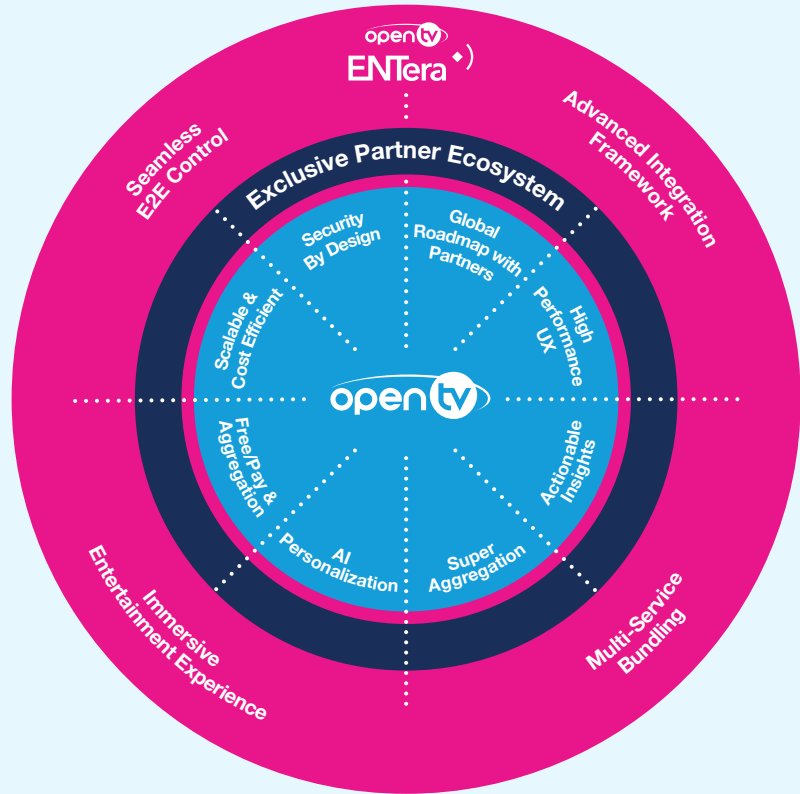 opentv
ENTera
Seamless
E2E Control
Advanced Integration
Framework
Exclusive Partner Ecosystem
Security
By Design
Global
Roadmap with
Partners
Scalable &
Cost Efficient
High
Performance
UX
opentv
Free/Pay &
Aggregation
Actionable
Insights
AI
Personalization
Super
Aggregation
Immersive
Entertainment Experience
Multi-Service
Bundling